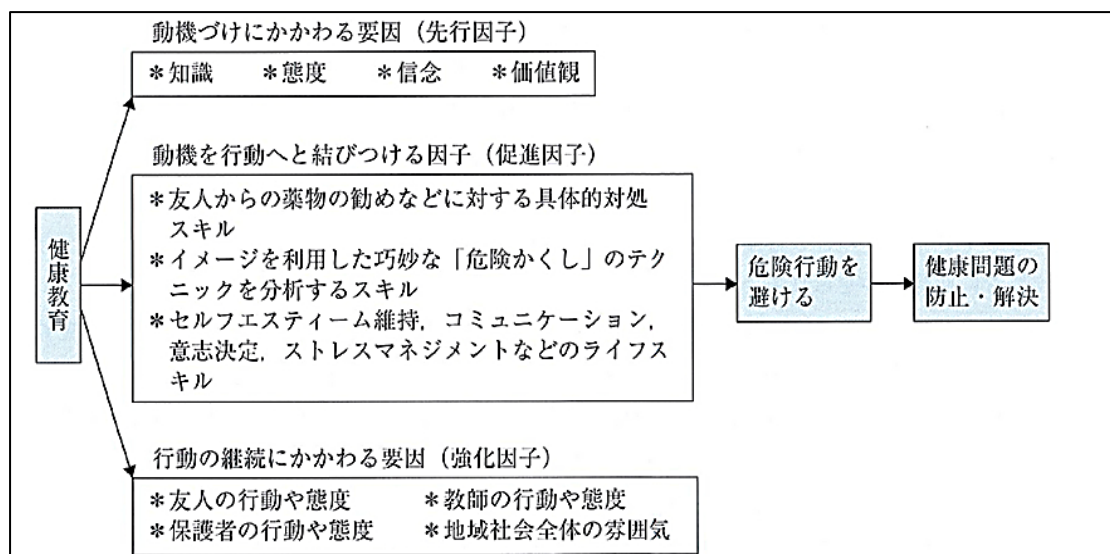 動機づけにかかわる要因（先行因子）
＊知識　＊態度　＊信念　＊価値観
動機を行動へと結びつける因子（促進因子）
＊友人からの薬物の勧めなどに対する具体的対処
スキル
＊イメージを利用した巧妙な「危険かくし」のテク
ニックを分析するスキル
＊セルフエスティーム維持，コミュニケーション，
意志決定，ストレスマネジメントなどのライフス
キル
健康教育
危険行動を
避ける
健康問題の
防止・解決
行動の継続にかかわる要因（強化因子）
＊友人の行動や態度　＊教師の行動や態度
＊保護者の行動や態度　＊地域社会全体の雰囲気